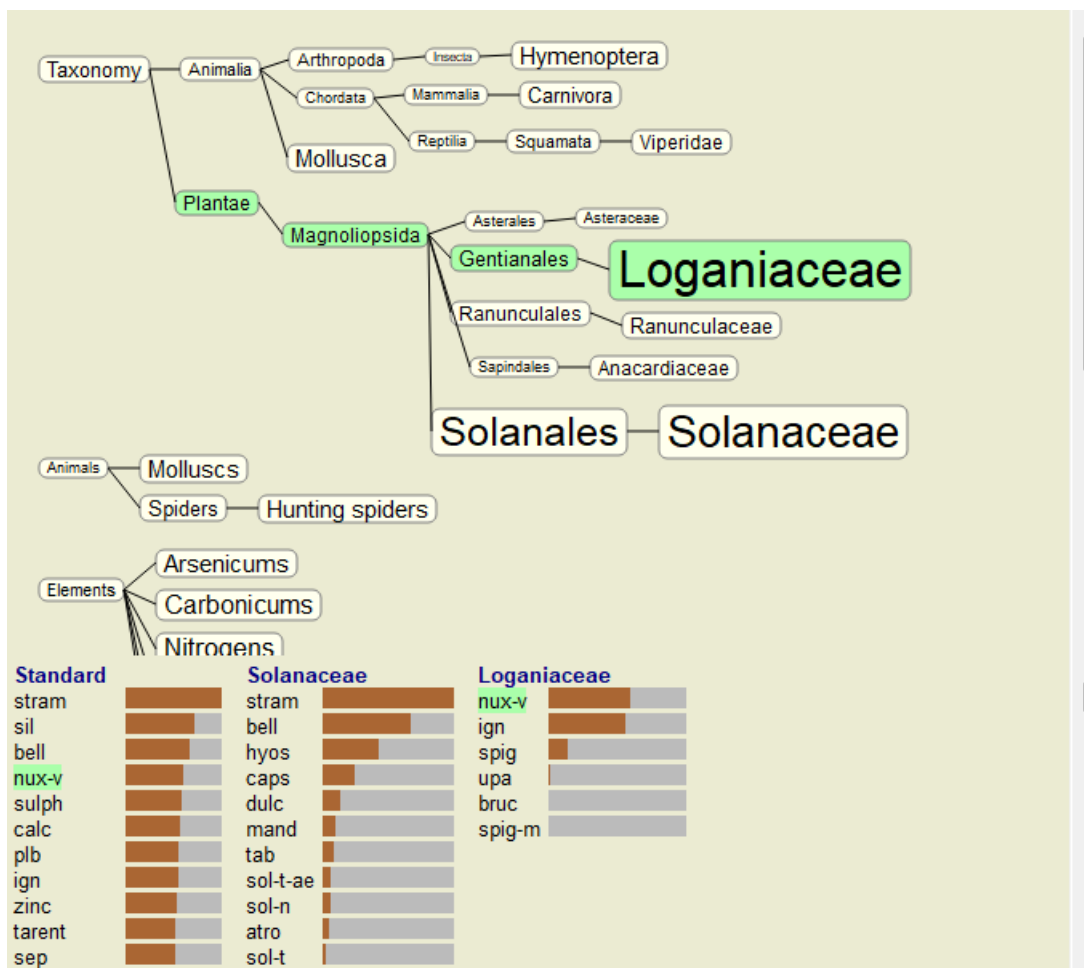 Taxonomy
Animalia
Arthropoda
Insecta
Hymenoptera
Chordata
Mammalia
Carnivora
Reptilia
Squamata
Viperidae
Mollusca
Plantae
Magnoliopsida
Asterales
Asteraceae
Gentianales
Loganiaceae
Ranunculales
Ranunculaceae
Sapindales
Anacardiaceae
Solanales
Solanaceae
Animals
Molluscs
Spiders
Hunting spiders
Elements
Arsenicums
Carbonicums
Nitrogens
Standard
stram
sil
bell
nux-v
sulph
calc
plb
ign
zinc
tarent
sep
Solanaceae
stram
bell
hyos
caps
dulc
mand
tab
sol-t-ae
sol-n
atro
sol-t
Loganiaceae
nux-v
ign
spig
upa
bruc
spig-m